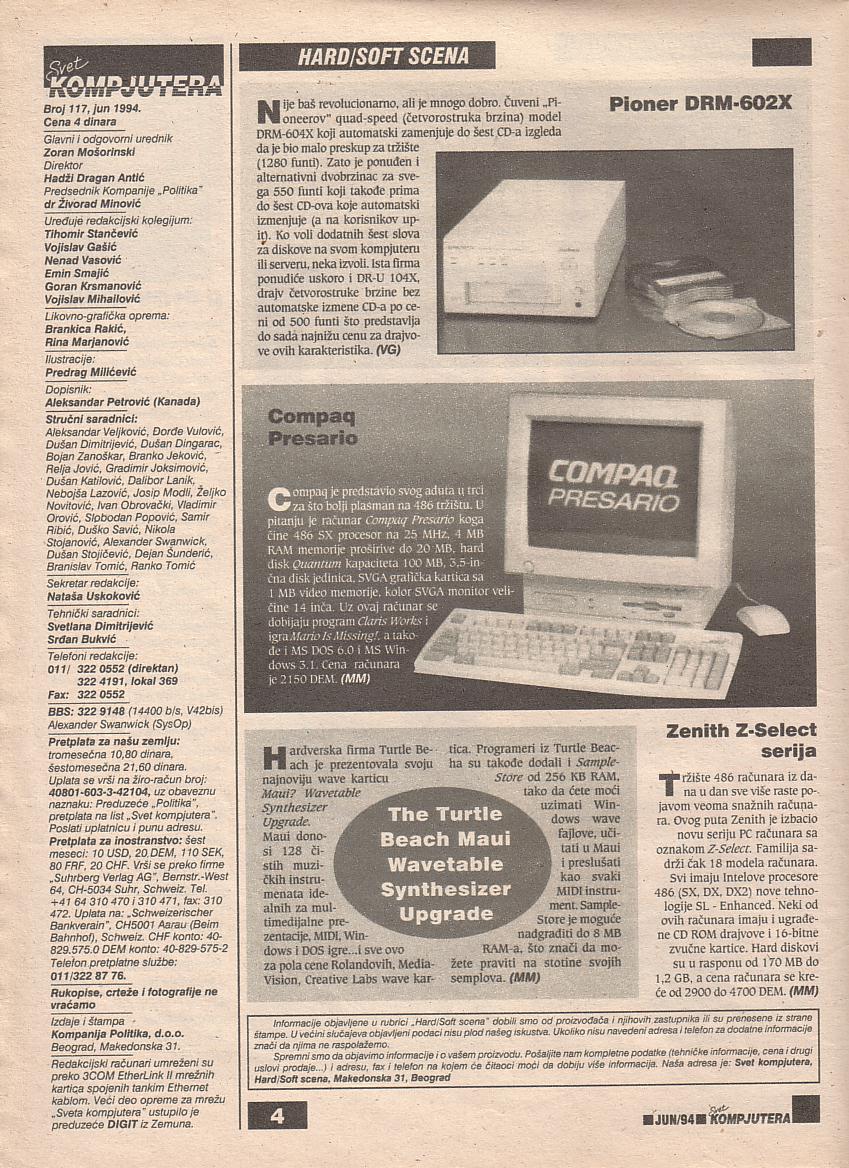 Svet
KOMPJUTERA
Broj 117, jun 1994.
Cena 4 dinara
Glavni i odgovorni urednik
Zoran Mošorinski
Direktor
Hadži Dragan Antić
Predsednik Kompanije „Politika"
dr Živorad Minović
Uređuje redakcijski kolegijum:
Tihomir Stančević
Vojislav Gašić
Nenad Vasović
Emin Smajić
Goran Krsmanović
Vojislav Mihailović
Likovno-grafička oprema:
Brankica Rakić,
Rina Marjanović
Ilustracije:
Predrag Milićević
Dopisnik:
Aleksandar Petrović (Kanada)
Stručni saradnici:
Aleksandar Veljković, Đorđe Vulović,
Dušan Dimitrijević, Dušan Dingarac,
Bojan Zanoškar, Branko Jeković,
Relja Jović, Gradimir Joksimović,
Dušan Katilović, Dalibor Lanik,
Nebojša Lazović, Josip Modli, Željko
Novitović, Ivan Obrovački, Vladimir
Orović, Slobodan Popović, Samir
Ribić, Duško Savić, Nikola
Stojanović, Alexander Swanwick,
Dušan Stojičević, Dejan Šunderić,
Branislav Tomić, Ranko Tomić
Sekretar redakcije:
Nataša Uskoković
Tehnički saradnici:
Svetlana Dimitrijević
Srđan Bukvić
Telefoni redakcije:
011/ 322 0552 (direktan)
322 4191, lokal 369
Fax: 322 0552
BBS: 322 9148 (14400 b/s, V42bis)
Alexander Swanwick (SysOp)
Pretplata za našu zemlju:
tromesečna 10,80 dinara,
šestomesečna 21,60 dinara.
Uplata se vrši na žiro-račun broj:
40801-603-3-42104, uz obaveznu
naznaku: Preduzeće „Politika",
pretplata na list „Svet kompjutera".
Poslati uplatnicu i punu adresu.
Pretplata za inostranstvo: šest
meseci: 10 USD, 20 DEM, 110 SEK,
80 FRF, 20 CHF. Vrši se preko firme
„Suhrberg Verlag AG", Bernstr.-West
64, CH-5034 Suhr, Schweiz. Tel.
+41 64 310 470 i 310 471, fax: 310
472. Uplata na: „Schweizerischer
Bankverain", CH5001 Aarau (Beim
Bahnhof), Schweiz. CHF konto: 40-
829.575.0 DEM konto: 40-829-575-2
Telefon pretplatne službe:
011/322 87 76.
Rukopise, crteže i fotografije ne
vraćamo
Izdaje i štampa
Kompanija Politika, d.o.o.
Beograd, Makedonska 31.
Redakcijski računari umreženi su
preko 3COM EtherLink II mrežnih
kartica spojenih tankim Ethernet
kablom. Veći deo opreme za mrežu
„Sveta kompjutera" ustupilo je
preduzeće DIGIT iz Zemuna.
HARD/SOFT SCENA
Pioner DRM-602X
Nije baš revolucionarno, ali je mnogo dobro. Čuveni „Pi-
oneerov" quad-speed (četvorostruka brzina) model
DRM-604X koji automatski zamenjuje do šest CD-a izgleda
da je bio malo preskup za tržište
(1280 funti). Zato je ponuđen i
alternativni dvobrzinac za sve-
ga 550 funti koji takođe prima
do šest CD-ova koje automatski
izmenjuje (a na korisnikov up-
it). Ko voli dodatnih šest slova
za diskove na svom kompjuteru
ili serveru, neka izvoli. Ista firma
ponudiće uskoro i DR-U 104X,
drajv četvorostruke brzine bez
automatske izmene CD-a po ce-
ni od 500 funti što predstavlja
do sada najnižu cenu za drajvo-
ve ovih karakteristika. (VG)
Compaq
Presario
Compaq je predstavio svog aduta u trci
za što bolji plasman na 486 tržištu. U
pitanju je računar Compaq Presario koga
čine 486 SX procesor na 25 MHz, 4 MB
RAM memorije proširive do 20 MB, hard
disk Quantum kapaciteta 100 MB, 3,5-in-
čna disk jedinica, SVGA grafička kartica sa
1 MB video memorije, kolor SVGA monitor veli-
čine 14 inča. Uz ovaj računar se
dobijaju program Claris Works i
igra Mario Is Missing!, a tako-
đe i MS DOS 6.0 i MS Win-
dows 3.1. Cena računara
je 2150 DEM. (MM)
COMPAQ
PRESARIO
Hardverska firma Turtle Be-
ach je prezentovala svoju
najnoviju wave karticu
Maui? Wavetable
Synthesizer
Upgrade.
Maui dono-
si 128 či-
stih muzi-
čkih instru-
menata ide-
alnih za mul-
timedijalne pre-
zentacije, MIDI, Win-
dows i DOS igre...i sve ovo
za pola cene Rolandovih, Media-
Vision, Creative Labs wave kar-
tica. Programeri iz Turtle Beac-
ha su takođe dodali i Sample-
Store od 256 KB RAM,
tako da ćete moći
uzimati Win-
dows wave
fajlove, uči-
tati u Maui
i preslušati
kao svaki
MIDI instru-
ment. Sample-
Store je moguće
nadgraditi do 8 MB
RAM-a, što znači da mo-
žete praviti na stotine svojih
semplova. (MM)
The Turtle
Beach Maui
Wavetable
Synthesizer
Upgrade
Zenith Z-Select
serija
Tržište 486 računara iz da-
na u dan sve više raste po-
javom veoma snažnih računa-
ra. Ovog puta Zenith je izbacio
novu seriju PC računara sa
oznakom Z-Select. Familija sa-
drži čak 18 modela računara.
Svi imaju Intelove procesore
486 (SX, DX, DX2) nove tehno-
logije SL - Enhanced. Neki od
ovih računara imaju i ugrađe-
ne CD ROM drajvove i 16-bitne
zvučne kartice. Hard diskovi
su u rasponu od 170 MB do
1,2 GB, a cena računara se kre-
će od 2900 do 4700 DEM. (MM)
Informacije objavljene u rubrici „Hard/Soft scena" dobili smo od proizvođača i njihovih zastupnika ili su prenesene iz strane
štampe. U većini slučajeva objavljeni podaci nisu plod našeg iskustva. Ukoliko nisu navedeni adresa i telefon za dodatne informacije
znači da njima ne raspolažemo.
Spremni smo da objavimo informacije i o vašem proizvodu. Pošaljite nam kompletne podatke (tehničke informacije, cena i drugi
uslovi prodaje...) i adresu, fax i telefon na kojem će čitaoci moći da dobiju više informacija. Naša adresa je: Svet kompjutera,
Hard/Soft scena, Makedonska 31, Beograd
4
JUN/94 Svet KOMPJUTERA